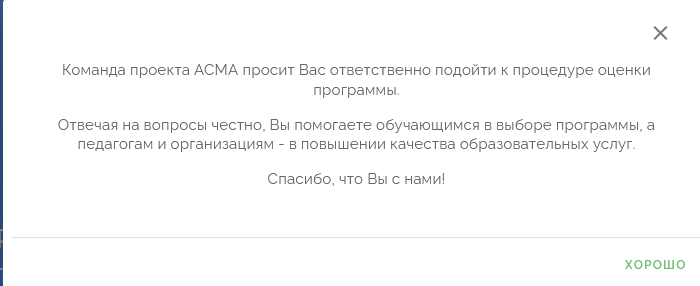 Команда проекта АСМА просит Вас ответственно подойти к процедуре оценки
программы.
Отвечая на вопросы честно, Вы помогаете обучающимся в выборе программы, а
педагогам и организациям - в повышении качества образовательных услуг.
Спасибо, что Вы с нами!
ХОРОШО